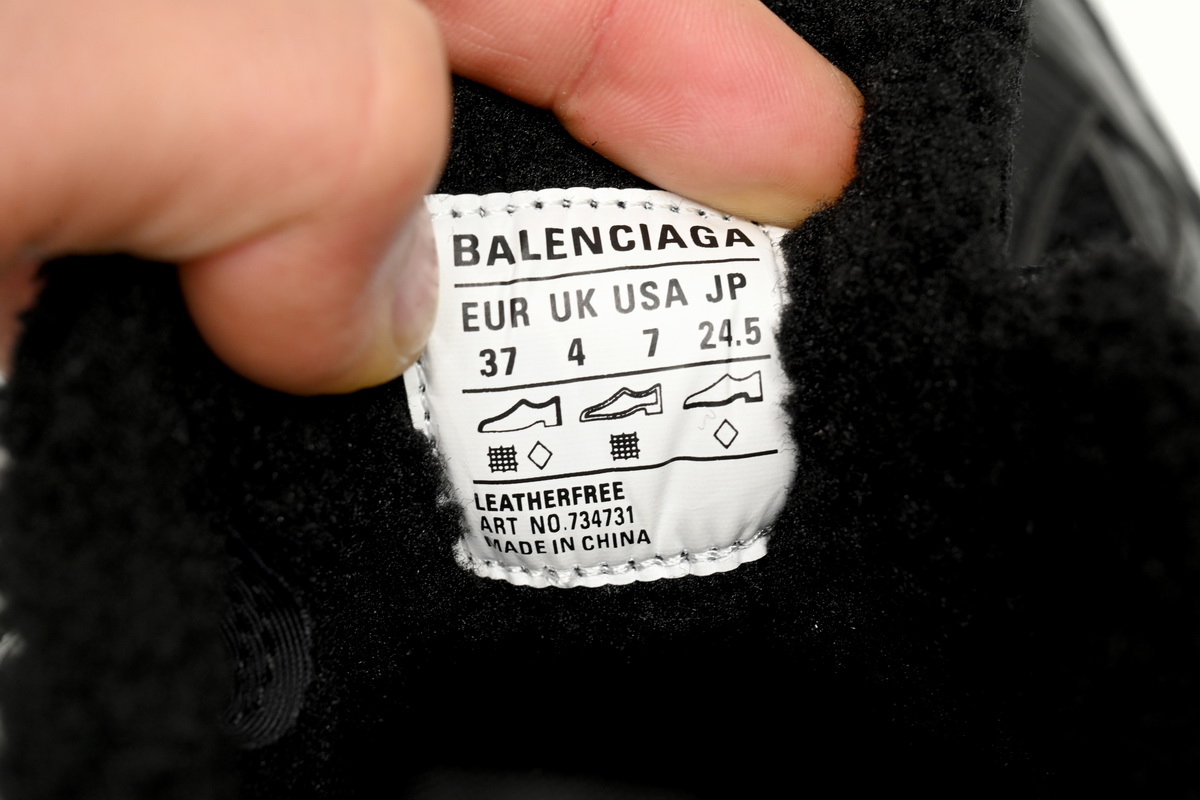 BALENCIAGA
EUR UK USA JP
37 4 7 24.5
LEATHERFREE
ART NO.734731
MADE IN CHINA